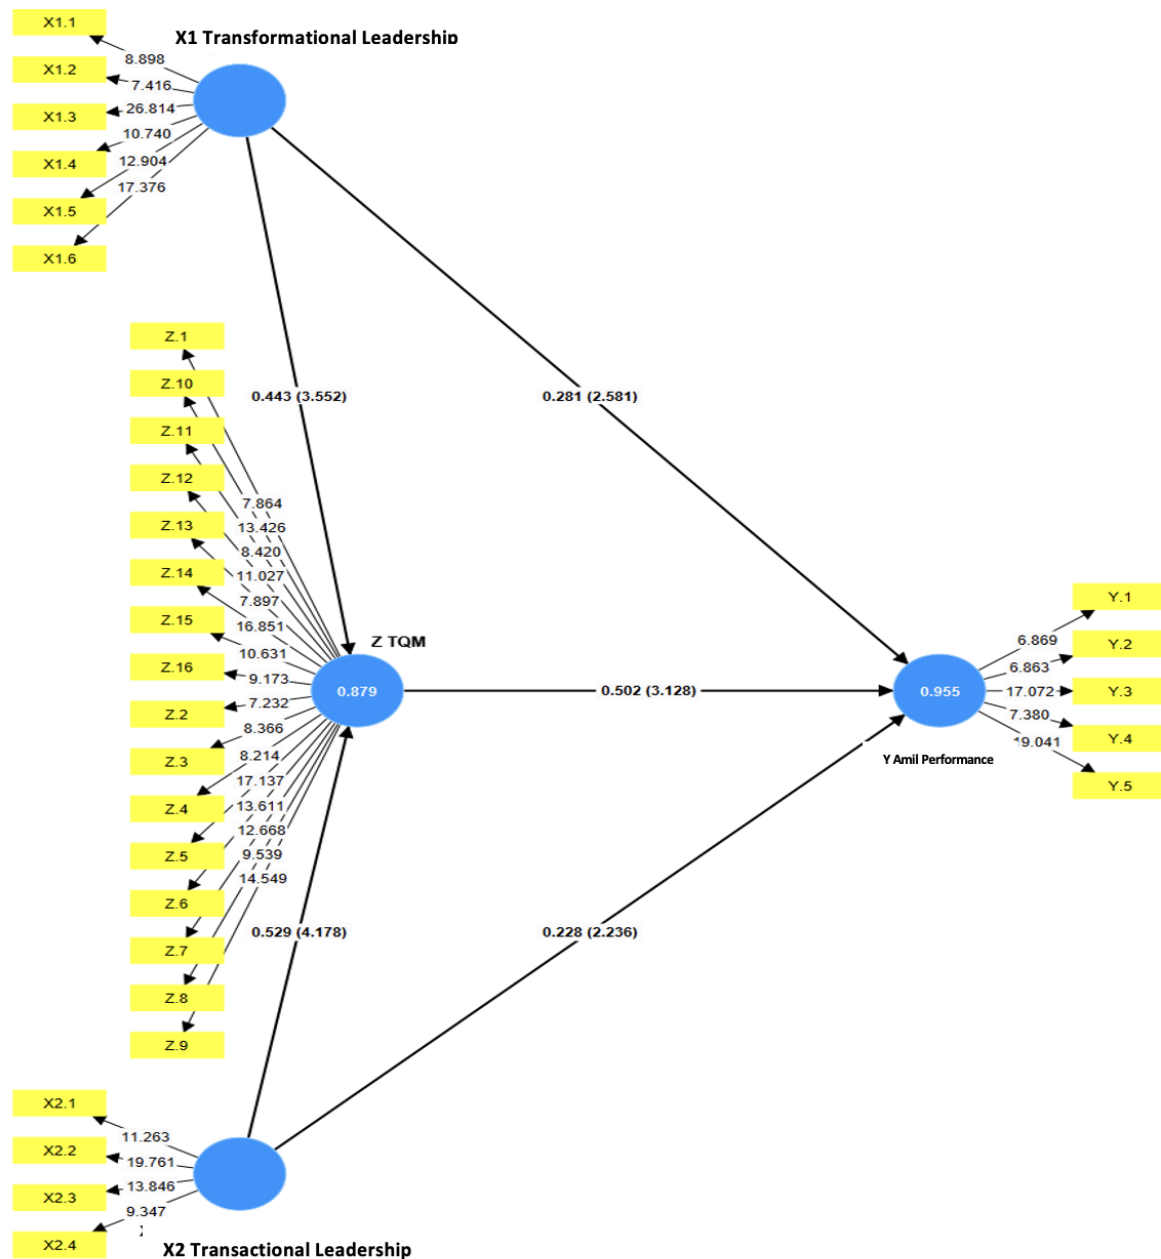 X1.1
X1 Transformational Leadership
8.898
X1.2
7.416
X1.3
26.814
10.740
X1.4
12.904
17.376
X1.5
X1.6
Z.1
Z.10
0.443 (3.552)
0.281 (2.581)
Z.11
Z.12
7.864
Z.13
13.426
8.420
Z.14
11.027
7.897
Z.15
16.851
Z TQM
10.631
Z.16
9.173
0.879
0.502 (3.128)
0.955
Z.2
7.232
8.366
Z.3
8.214
17.137
Z.4
13.611
12.668
Z.5
9.539
14.549
Z.6
0.529 (4.178)
0.228 (2.236)
Z.7
Z.8
Z.9
Y.1
6.869
Y.2
6.863
17.072
Y.3
7.380
Y.4
19.041
Y Amil Performance
Y.5
X2.1
11.263
X2.2
19.761
13.846
X2.3
9.347
X2.4
X2 Transactional Leadership